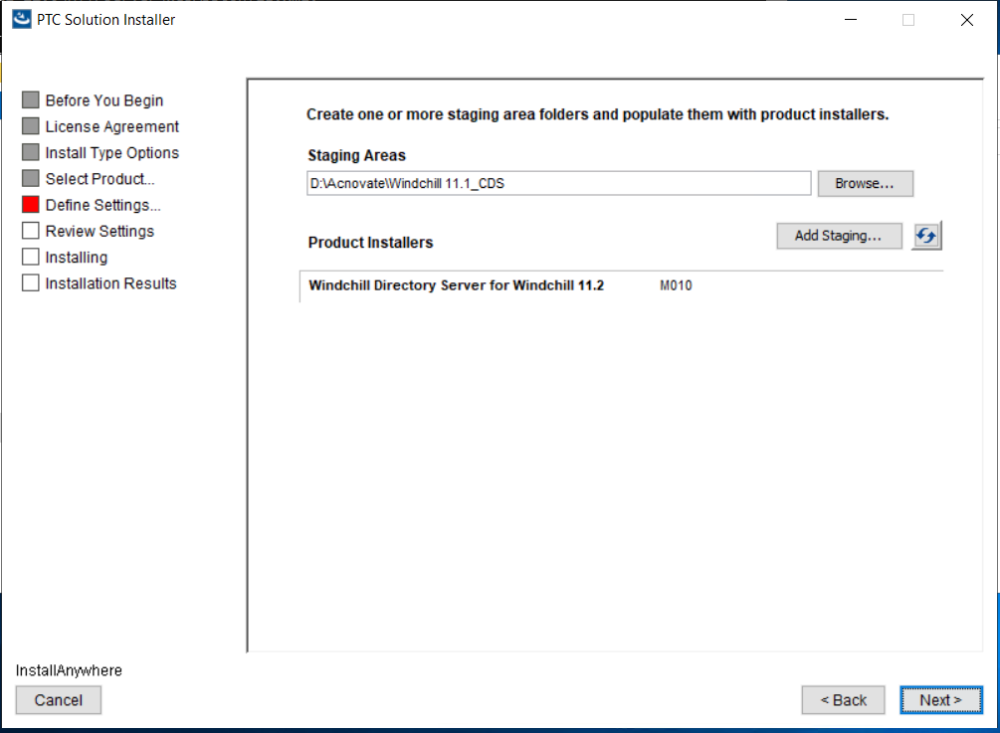 PTC Solution Installer
Before You Begin
License Agreement
Install Type Options
Select Product...
Define Settings...
Review Settings
Installing
Installation Results
Create one or more staging area folders and populate them with product installers.
Staging Areas
D:\Acnovate\Windchill 11.1_CDS
Browse...
Product Installers
Add Staging...
Windchill Directory Server for Windchill 11.2 M010
InstallAnywhere
Cancel
< Back
Next >